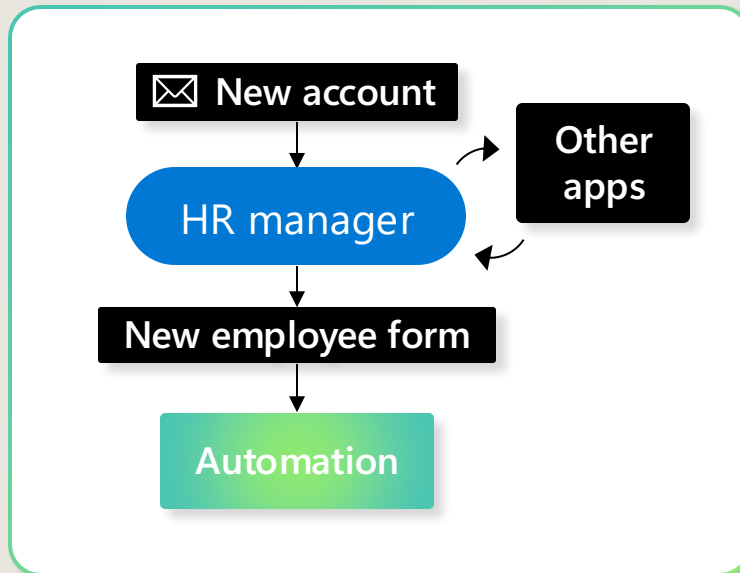 New account
Other
apps
HR manager
New employee form
Automation